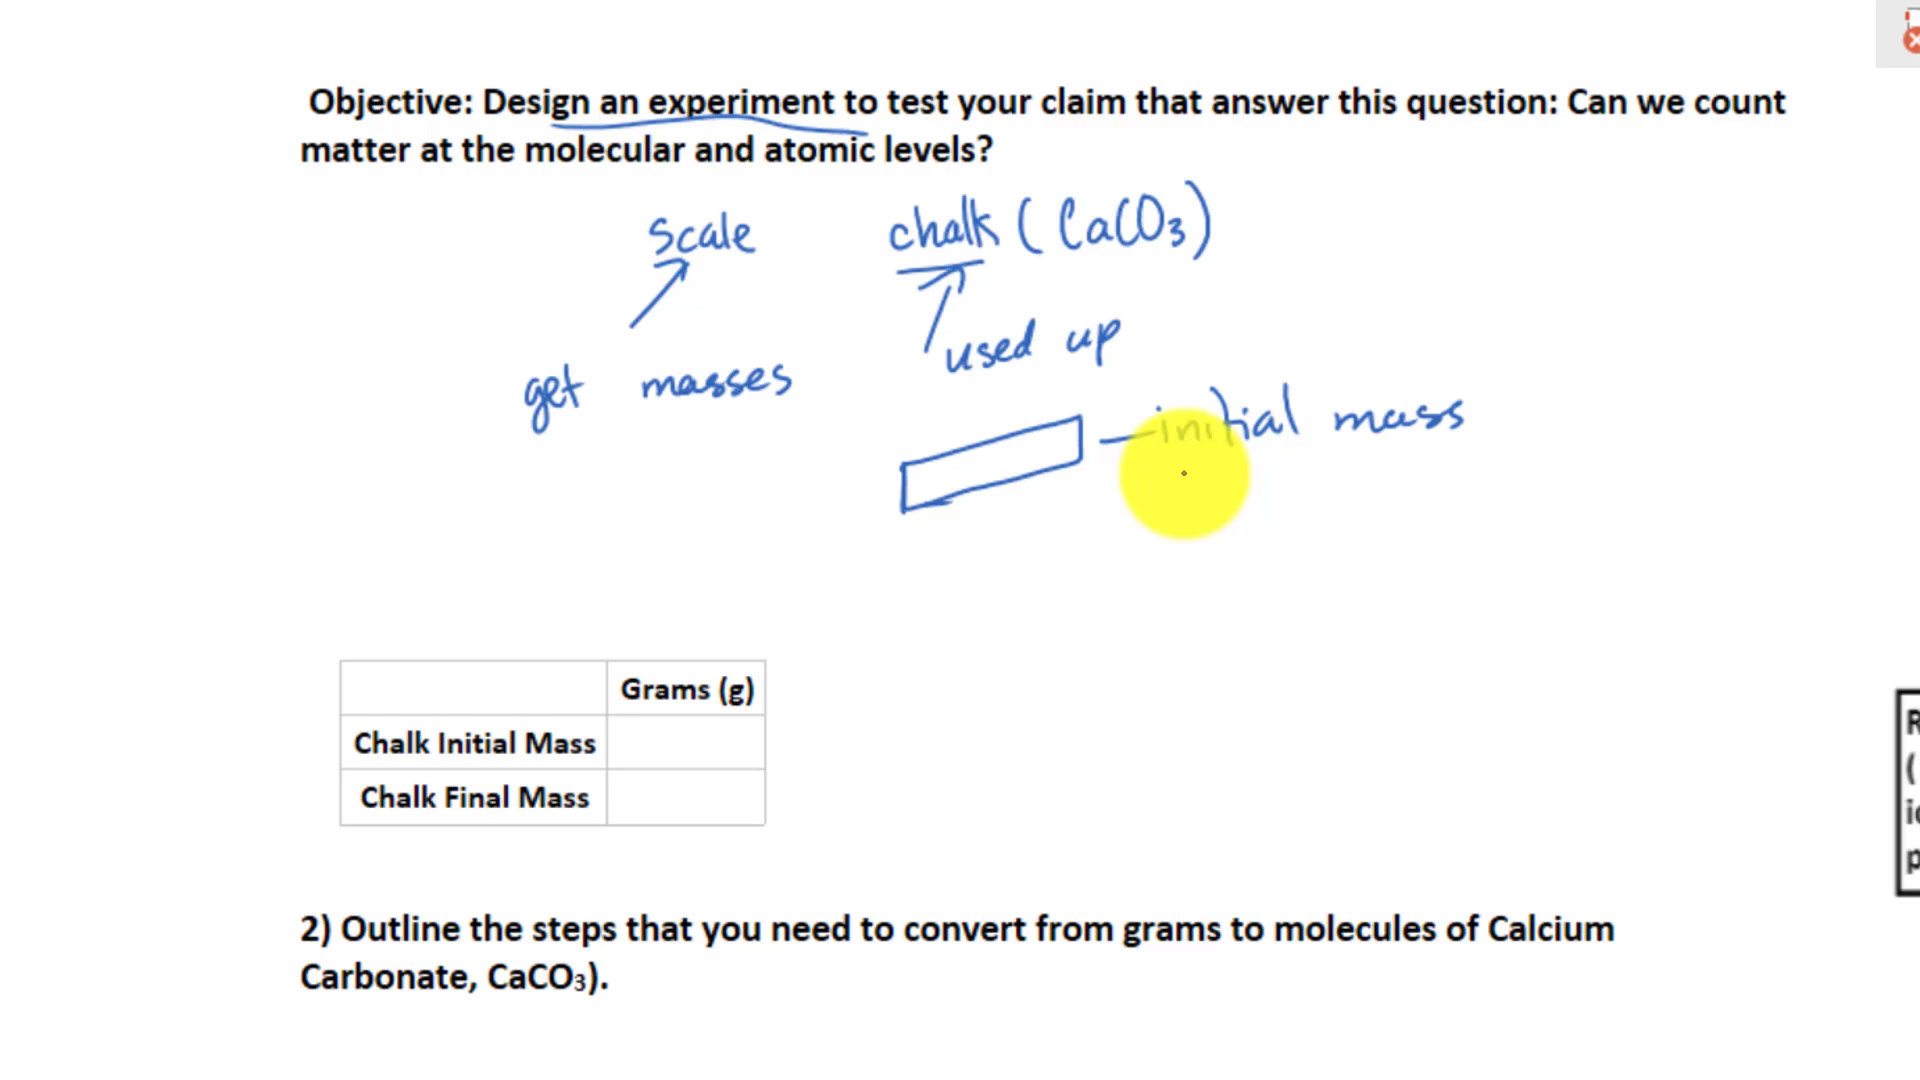 Objective: Design an experiment to test your claim that answer this question: Can we count
matter at the molecular and atomic levels?
scale chalk (CaCO₃)
used up
get masses
initial mass
Grams (g)
Chalk Initial Mass
Chalk Final Mass
R
(
p
2) Outline the steps that you need to convert from grams to molecules of Calcium
Carbonate, CaCO₃).